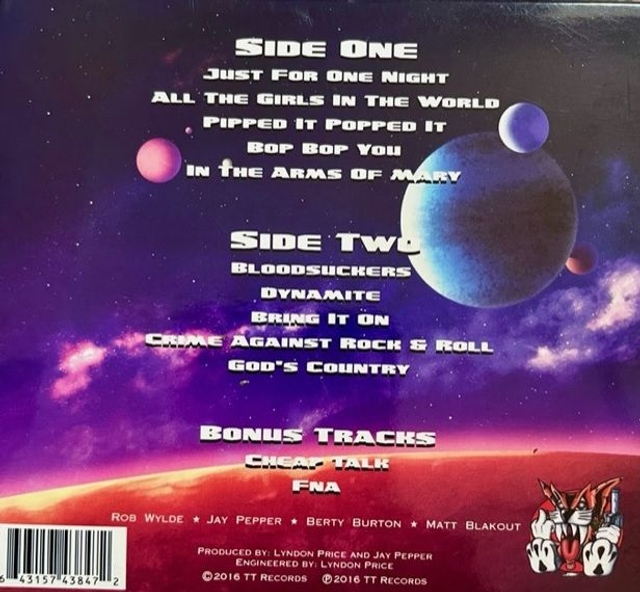 Side One
Just For One Night
All The Girls In The World
Pipped It Popped It
Bop Bop You
In The Arms Of Mary
Side Two
Bloodsuckers
Dynamite
Bring It On
Crime Against Rock & Roll
God's Country
Bonus Tracks
Cheap Talk
FNA
Rob Wylde ★ Jay Pepper ★ Berty Burton ★ Matt Blakout
Produced by: Lyndon Price and Jay Pepper
Engineered by: Lyndon Price
©2016 TT Records ℗2016 TT Records
6 43157 43847 2